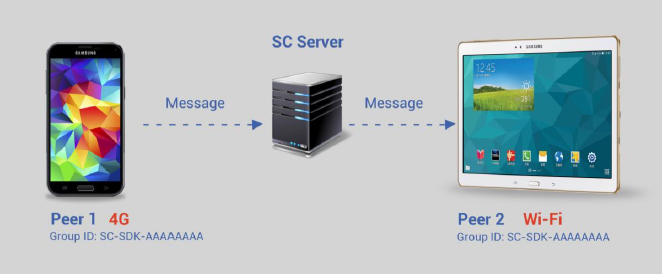 SC Server
SAMSUNG
SAMSUNG
12:45
Message
Message
Peer 1 4G
Group ID: SC-SDK-AAAAAAAA
Peer 2 Wi-Fi
Group ID: SC-SDK-AAAAAAAA